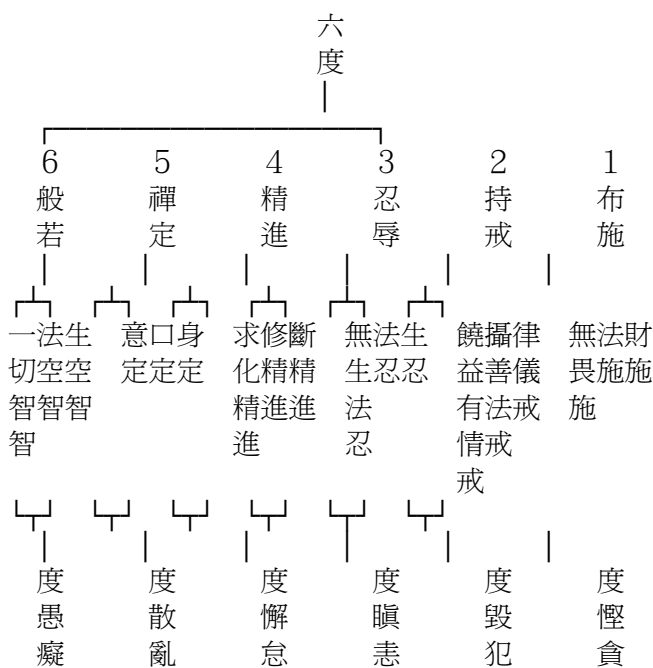 六度
1布施
2持戒
3忍辱
4精進
5禪定
6般若
財施
法施
無畏施
律儀戒
攝善法戒
饒益有情戒
生忍
法忍
無生法忍
斷精進
修精進
求化精進
身定
口定
意定
生空智
法空智
一切智智
度慳貪
度毀犯
度瞋恚
度懈怠
度散亂
度愚癡